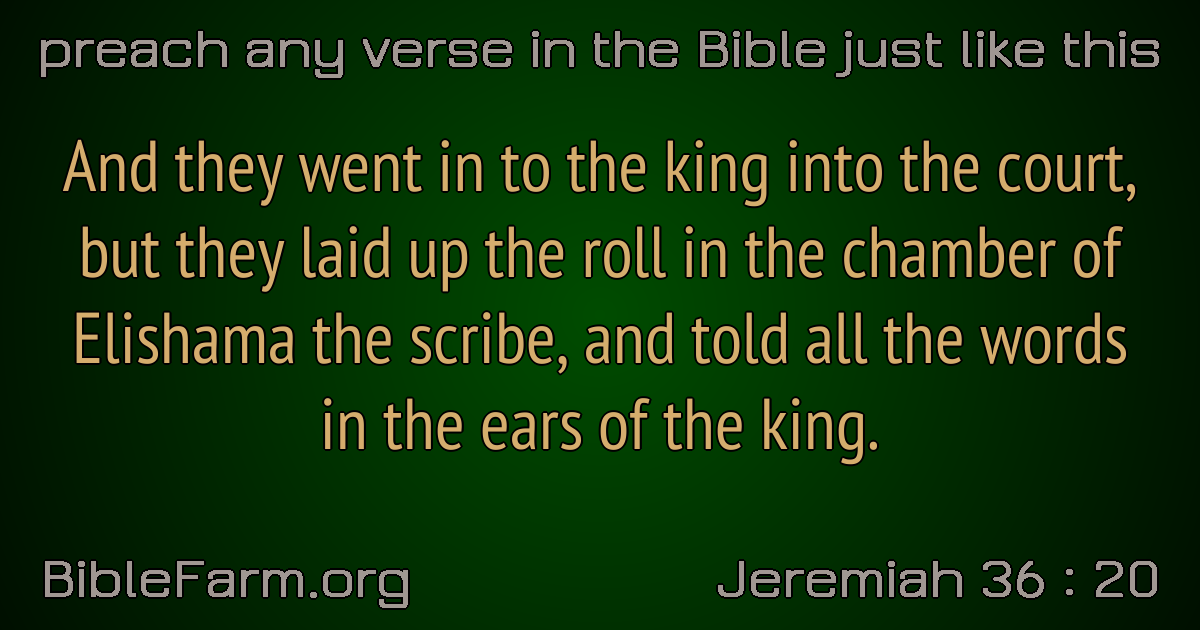 preach any verse in the Bible just like this
And they went in to the king into the court,
but they laid up the roll in the chamber of
Elishama the scribe, and told all the words
in the ears of the king.
BibleFarm.org
Jeremiah 36 : 20